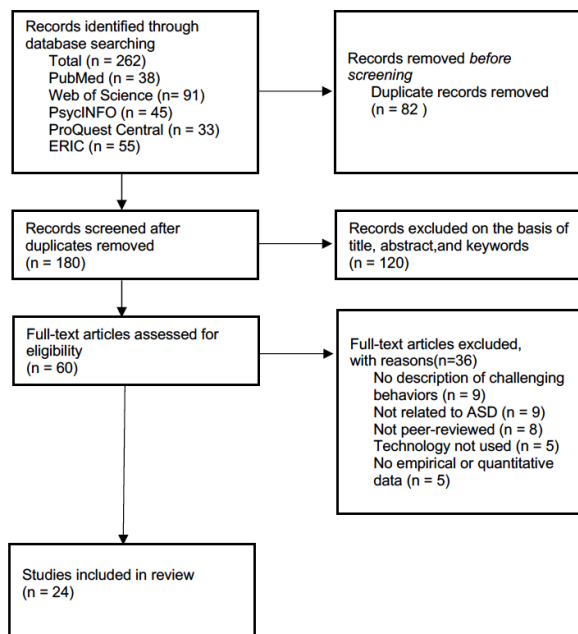 Records identified through
database searching
Total (n = 262)
PubMed (n = 38)
Web of Science (n= 91)
PsycINFO (n = 45)
ProQuest Central (n = 33)
ERIC (n = 55)
Records removed before
screening
Duplicate records removed
(n = 82 )
Records screened after
duplicates removed
(n = 180)
Records excluded on the basis of
title, abstract,and keywords
(n = 120)
Full-text articles assessed for
eligibility
(n = 60)
Full-text articles excluded,
with reasons(n=36)
No description of challenging
behaviors (n = 9)
Not related to ASD (n = 9)
Not peer-reviewed (n = 8)
Technology not used (n = 5)
No empirical or quantitative
data (n = 5)
Studies included in review
(n = 24)